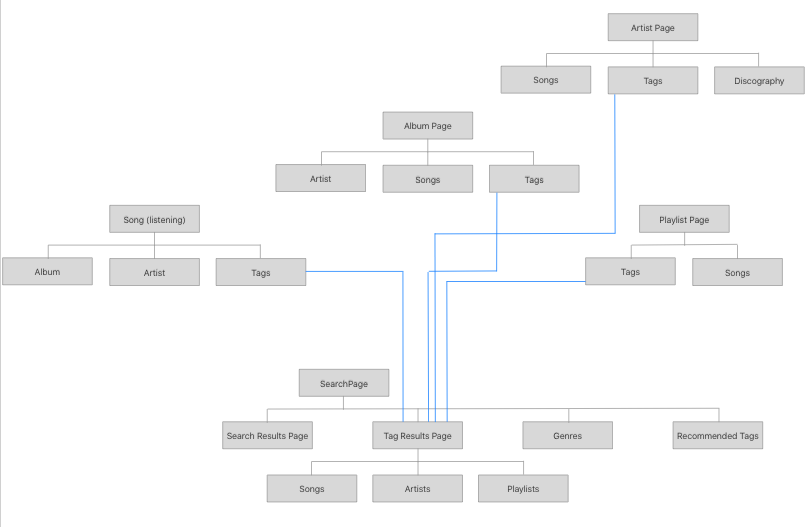 Artist Page
Songs
Tags
Discography
Album Page
Artist
Songs
Tags
Song (listening)
Playlist Page
Album
Artist
Tags
Tags
Songs
SearchPage
Search Results Page
Tag Results Page
Genres
Recommended Tags
Songs
Artists
Playlists